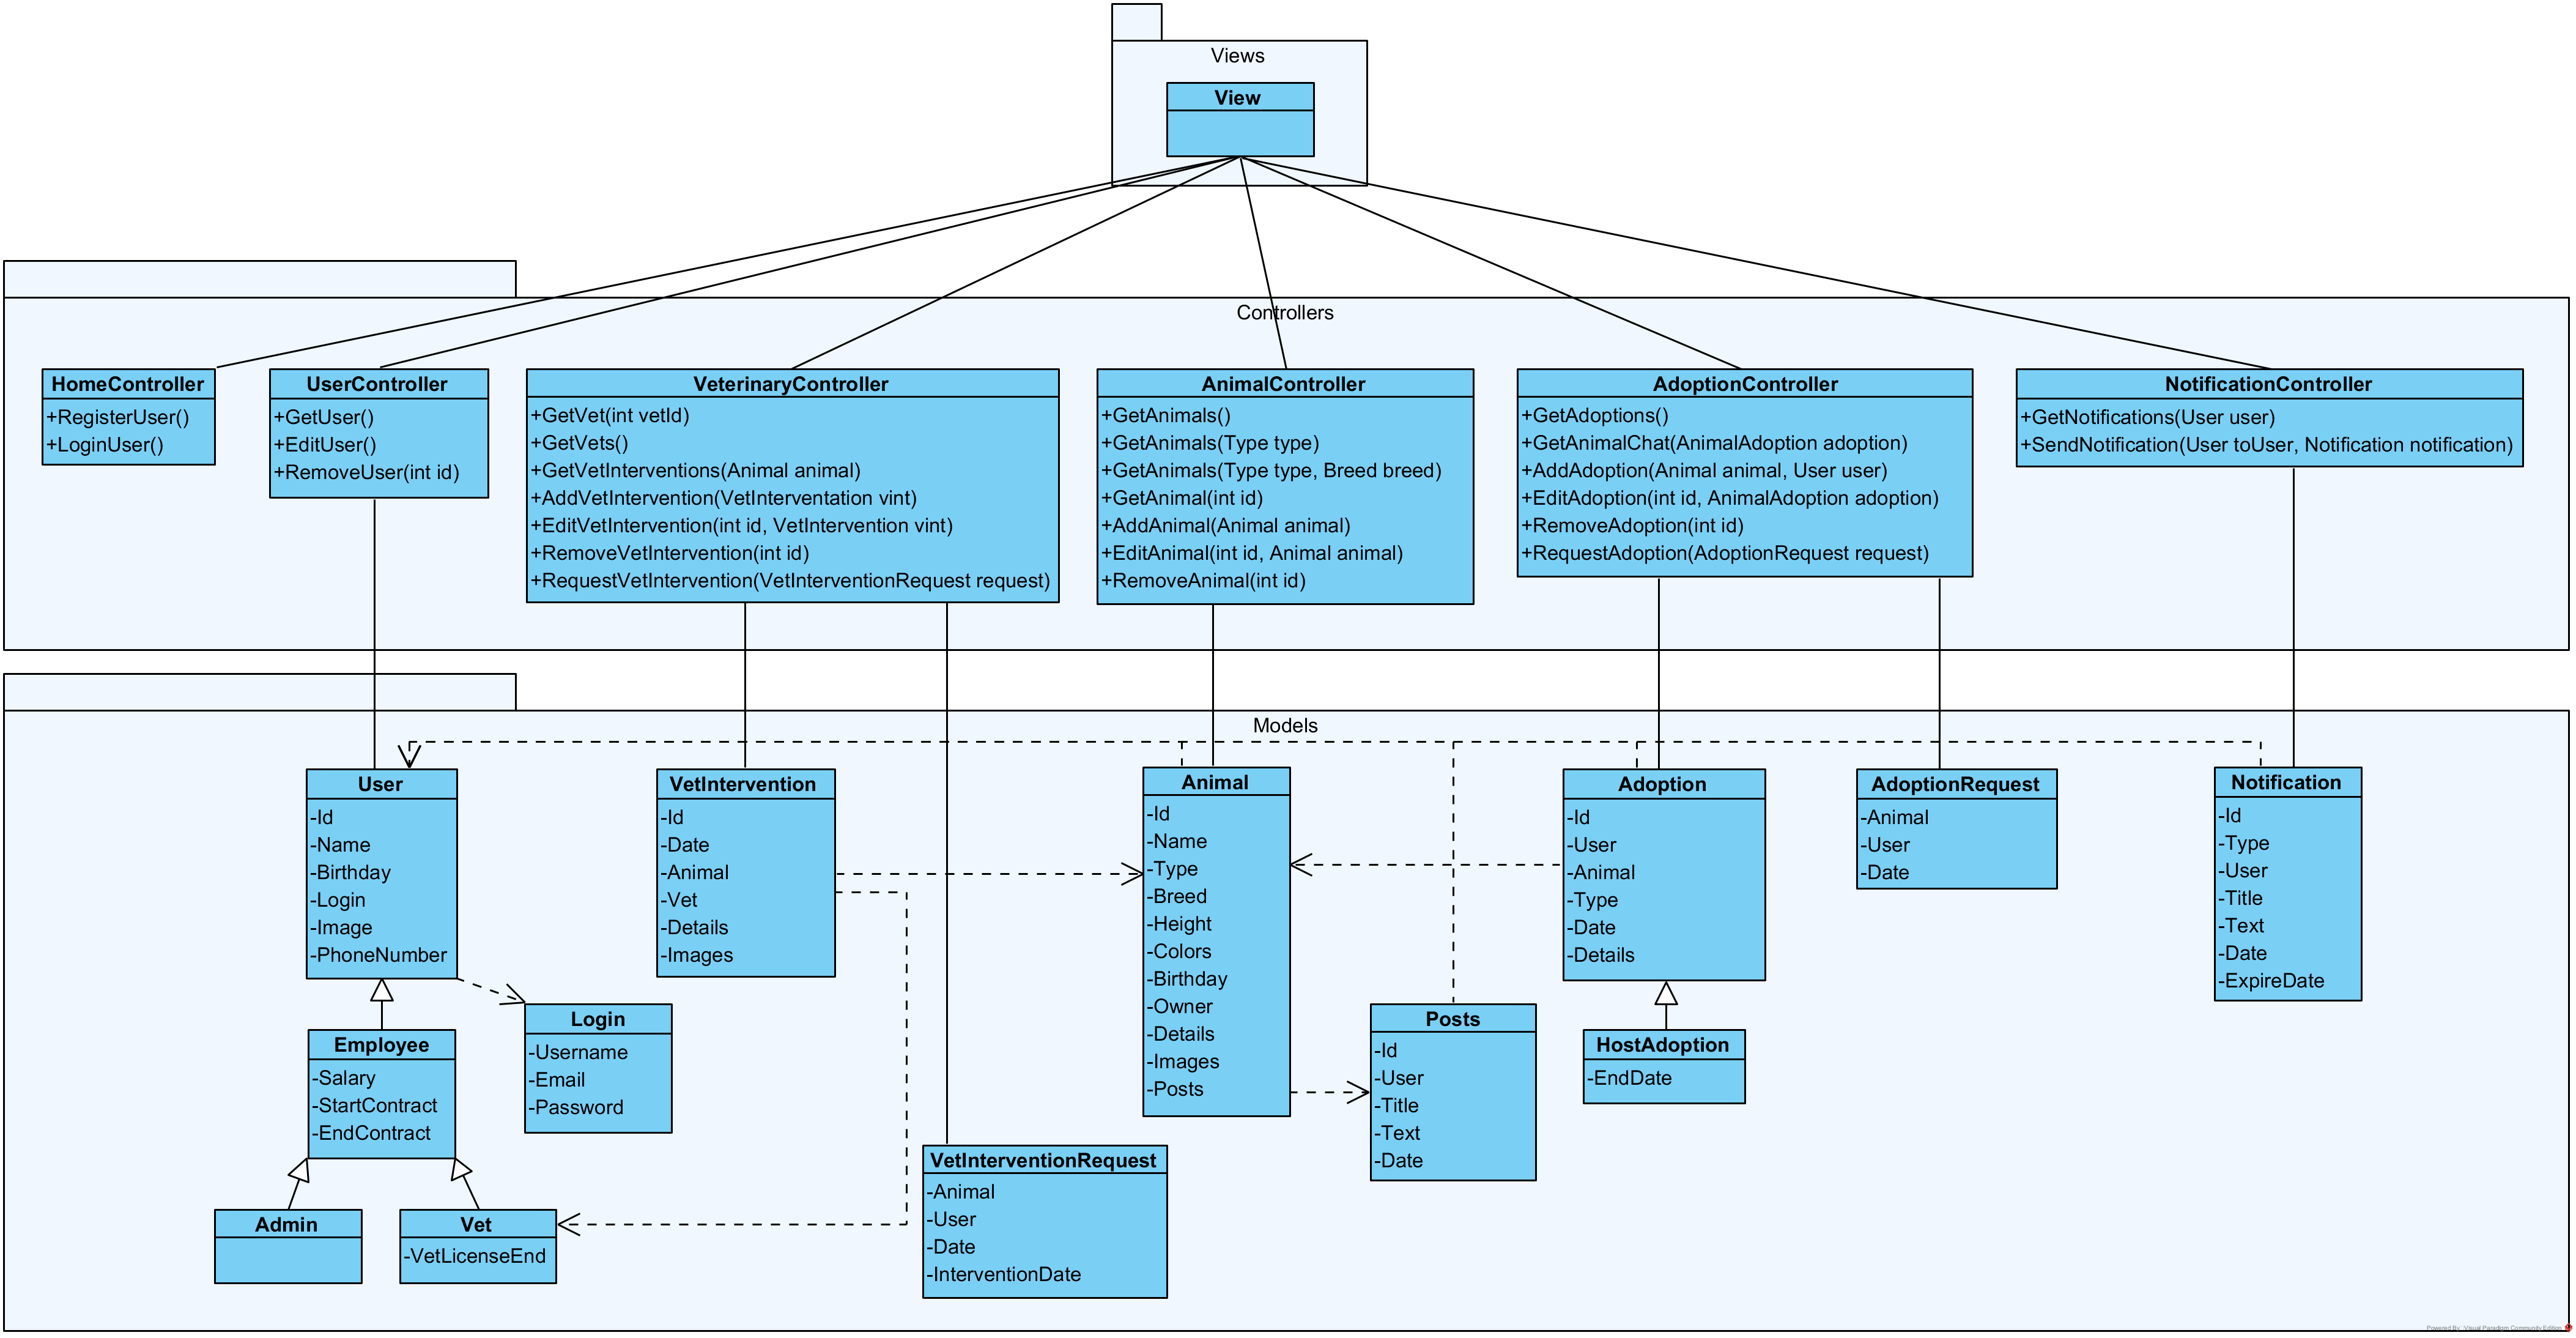 Views
View
Controllers
HomeController
+RegisterUser()
+LoginUser()
UserController
+GetUser()
+EditUser()
+RemoveUser(int id)
VeterinaryController
+GetVet(int vetId)
+GetVets()
+GetVetInterventions(Animal animal)
+AddVetIntervention(VetInterventation vint)
+EditVetIntervention(int id, VetIntervention vint)
+RemoveVetIntervention(int id)
+RequestVetIntervention(VetInterventionRequest request)
AnimalController
+GetAnimals()
+GetAnimals(Type type)
+GetAnimals(Type type, Breed breed)
+GetAnimal(int id)
+AddAnimal(Animal animal)
+EditAnimal(int id, Animal animal)
+RemoveAnimal(int id)
AdoptionController
+GetAdoptions()
+GetAnimalChat(AnimalAdoption adoption)
+AddAdoption(Animal animal, User user)
+EditAdoption(int id, AnimalAdoption adoption)
+RemoveAdoption(int id)
+RequestAdoption(AdoptionRequest request)
NotificationController
+GetNotifications(User user)
+SendNotification(User toUser, Notification notification)
Models
User
-Id
-Name
-Birthday
-Login
-Image
-PhoneNumber
VetIntervention
-Id
-Date
-Animal
-Vet
-Details
-Images
Animal
-Id
-Name
-Type
-Breed
-Height
-Colors
-Birthday
-Owner
-Details
-Images
-Posts
Adoption
-Id
-User
-Animal
-Type
-Date
-Details
AdoptionRequest
-Animal
-User
-Date
Notification
-Id
-Type
-User
-Title
-Text
-Date
-ExpireDate
Employee
-Salary
-StartContract
-EndContract
Login
-Username
-Email
-Password
Posts
-Id
-User
-Title
-Text
-Date
HostAdoption
-EndDate
Admin
Vet
-VetLicenseEnd
VetInterventionRequest
-Animal
-User
-Date
-InterventionDate
Powered By Visual Paradigm Community Edition